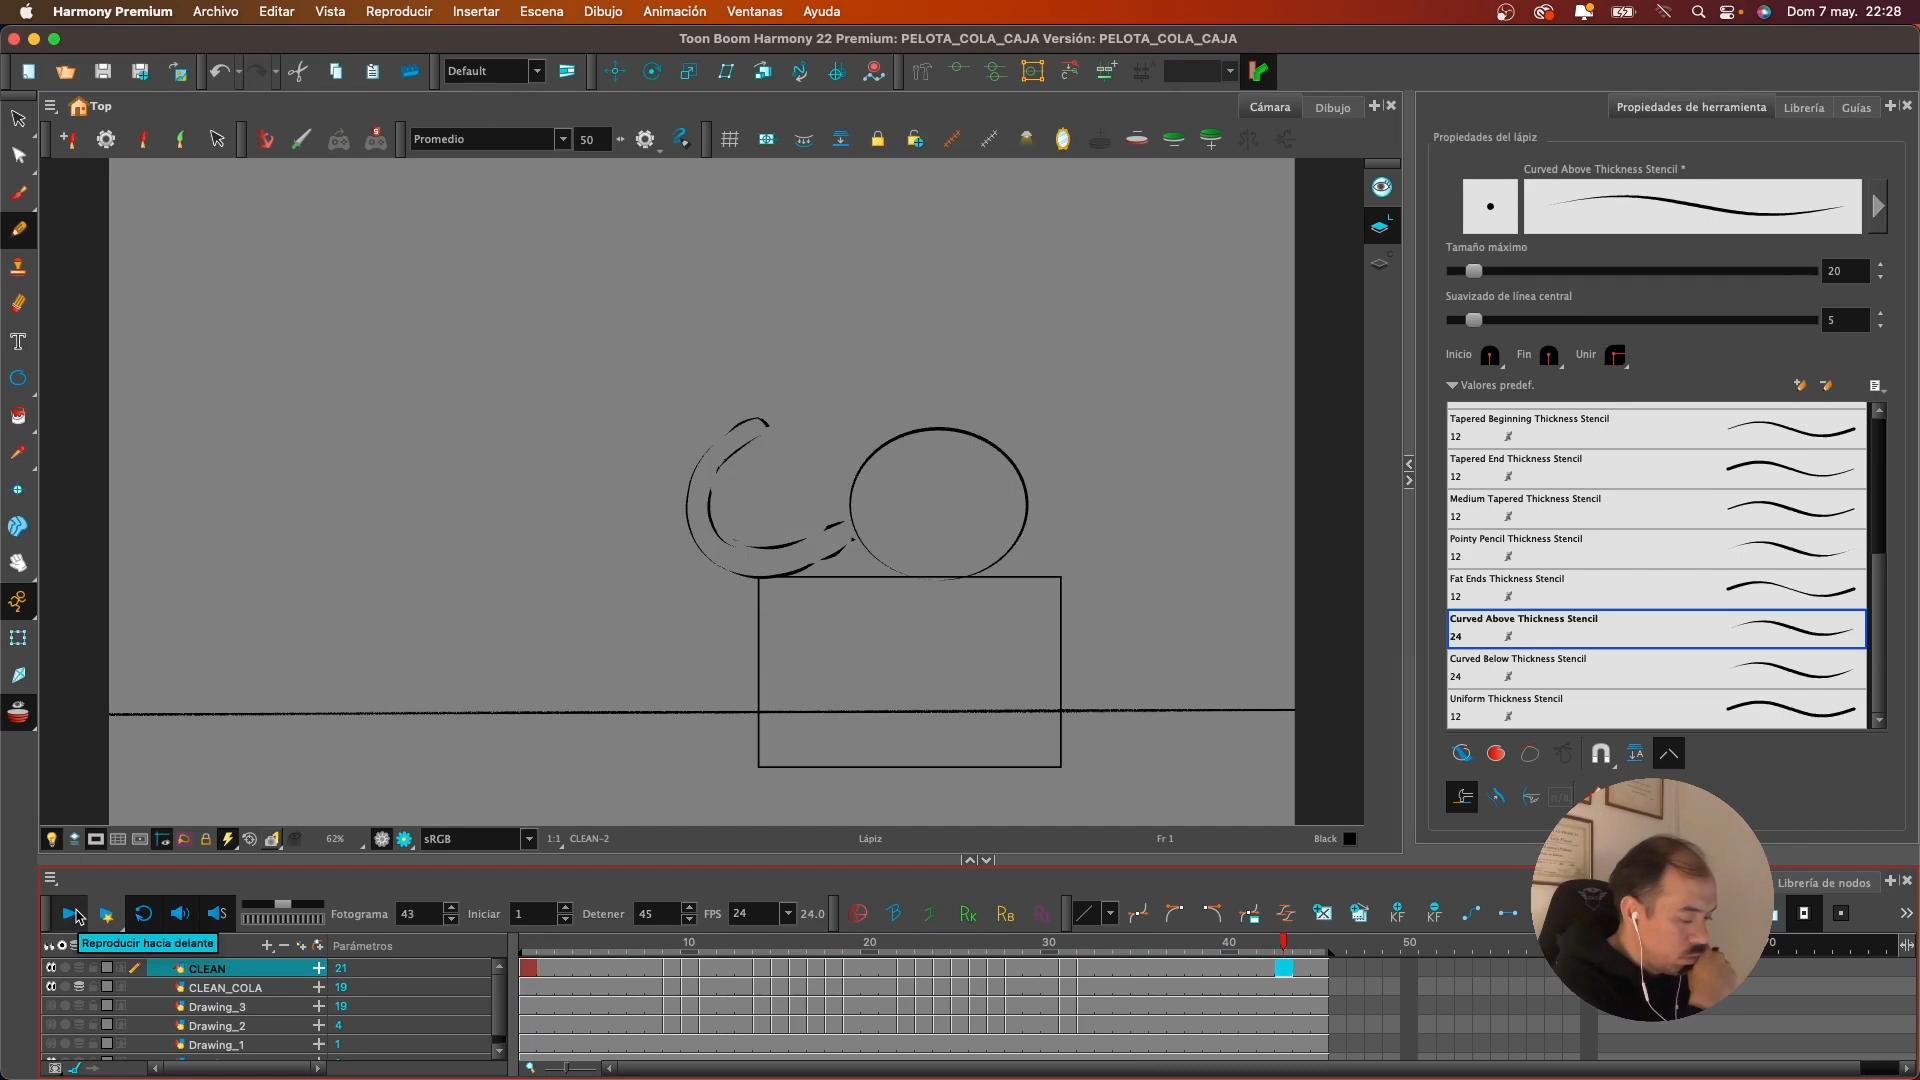 Harmony Premium Archivo Editar Vista Reproducir Insertar Escena Dibujo Animación Ventanas Ayuda Dom 7 may. 22:28
Toon Boom Harmony 22 Premium: PELOTA_COLA_CAJA Versión: PELOTA_COLA_CAJA
Default
Top Cámara Dibujo
Promedio 50
Propiedades de herramienta Librería Guías
Propiedades del lápiz
Curved Above Thickness Stencil *
Tamaño máximo
20
Suavizado de línea central
5
Inicio Fin Unir
Valores predef.
Tapered Beginning Thickness Stencil
12
Tapered End Thickness Stencil
12
Medium Tapered Thickness Stencil
12
Pointy Pencil Thickness Stencil
12
Fat Ends Thickness Stencil
12
Curved Above Thickness Stencil
24
Curved Below Thickness Stencil
24
Uniform Thickness Stencil
12
n/a
62% sRGB 1:1 CLEAN-2 Lápiz Fr 1 Black
Librería de nodos
Fotograma 43 Iniciar 1 Detener 45 FPS 24 24.0
Reproducir hacia delante
Parámetros
10 20 30 40 50 70
CLEAN 21
CLEAN_COLA 19
Drawing_3 19
Drawing_2 4
Drawing_1 1